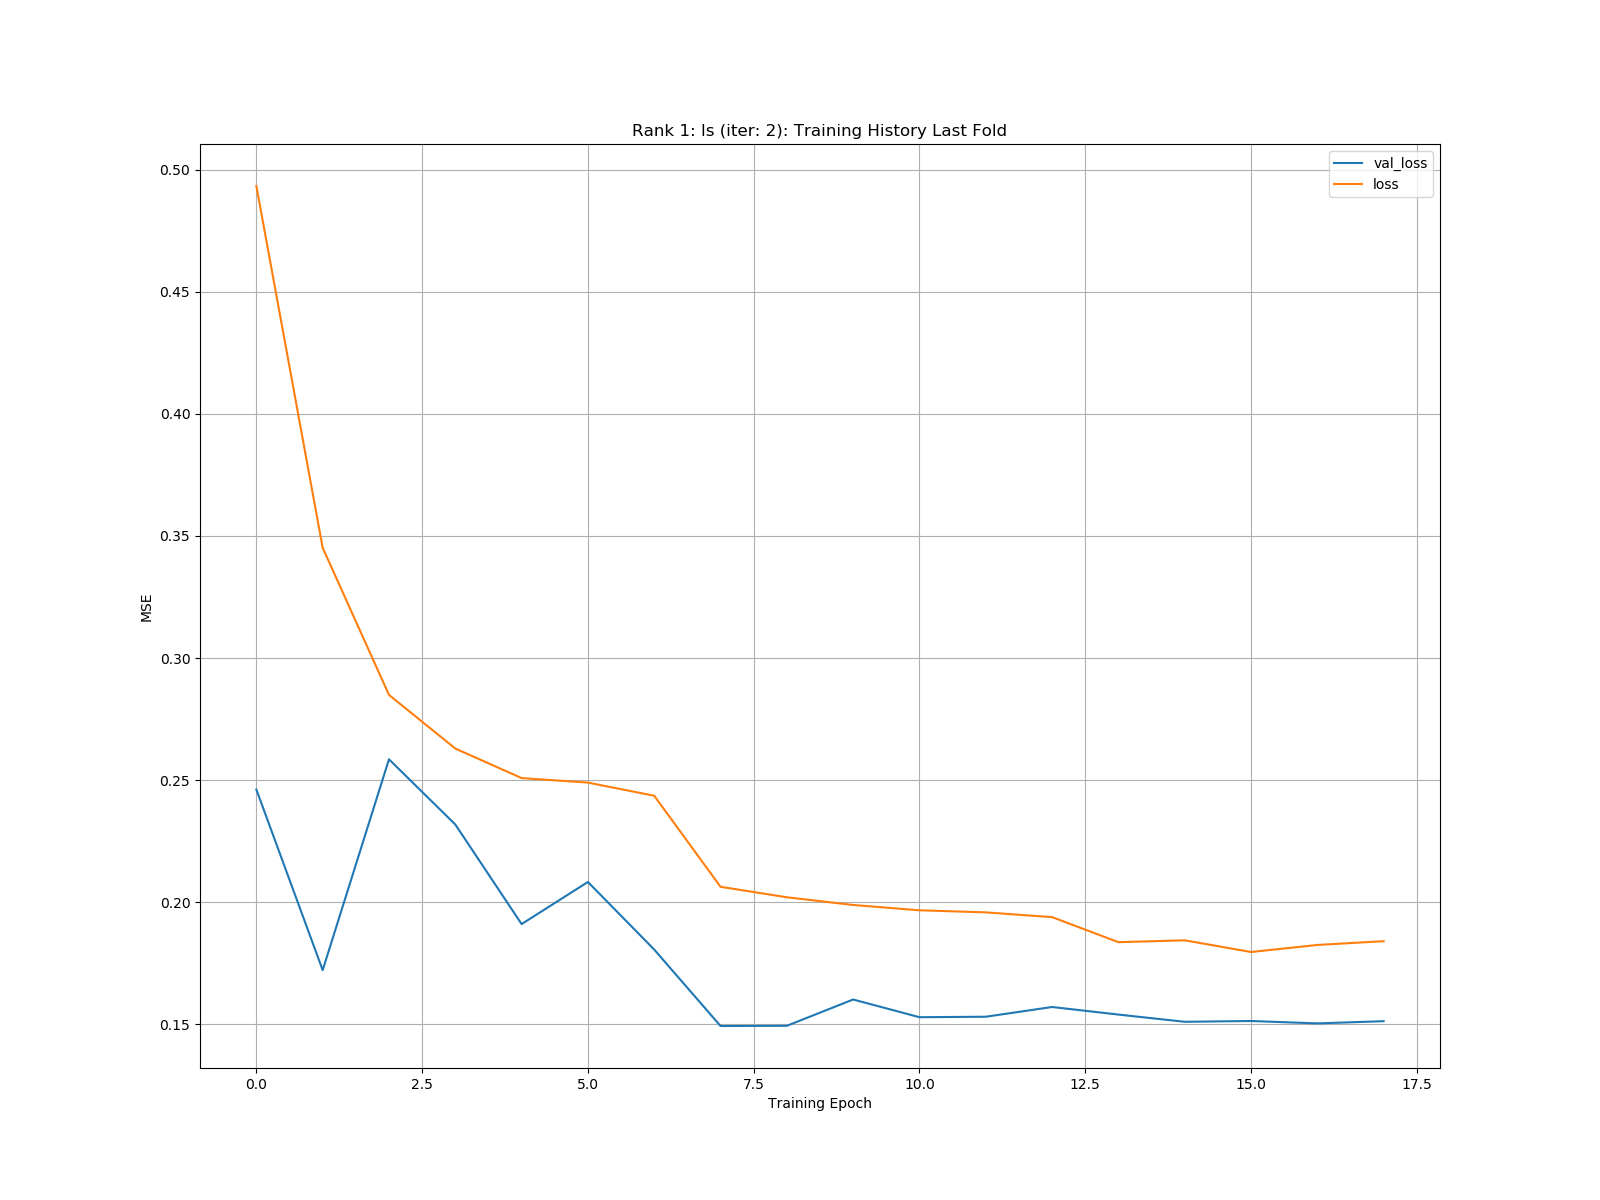 Rank 1: ls (iter: 2): Training History Last Fold
val_loss
loss
0.50
0.45
0.40
0.35
0.30
0.25
0.20
0.15
MSE
0.0 2.5 5.0 7.5 10.0 12.5 15.0 17.5
Training Epoch